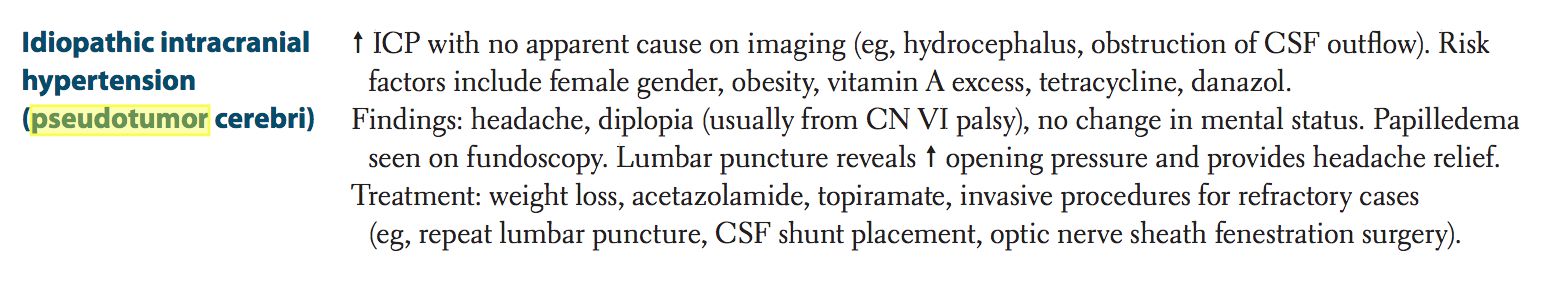 Idiopathic intracranial
hypertension
(pseudotumor cerebri)
↑ ICP with no apparent cause on imaging (eg, hydrocephalus, obstruction of CSF outflow). Risk
factors include female gender, obesity, vitamin A excess, tetracycline, danazol.
Findings: headache, diplopia (usually from CN VI palsy), no change in mental status. Papilledema
seen on fundoscopy. Lumbar puncture reveals ↑ opening pressure and provides headache relief.
Treatment: weight loss, acetazolamide, topiramate, invasive procedures for refractory cases
(eg, repeat lumbar puncture, CSF shunt placement, optic nerve sheath fenestration surgery).